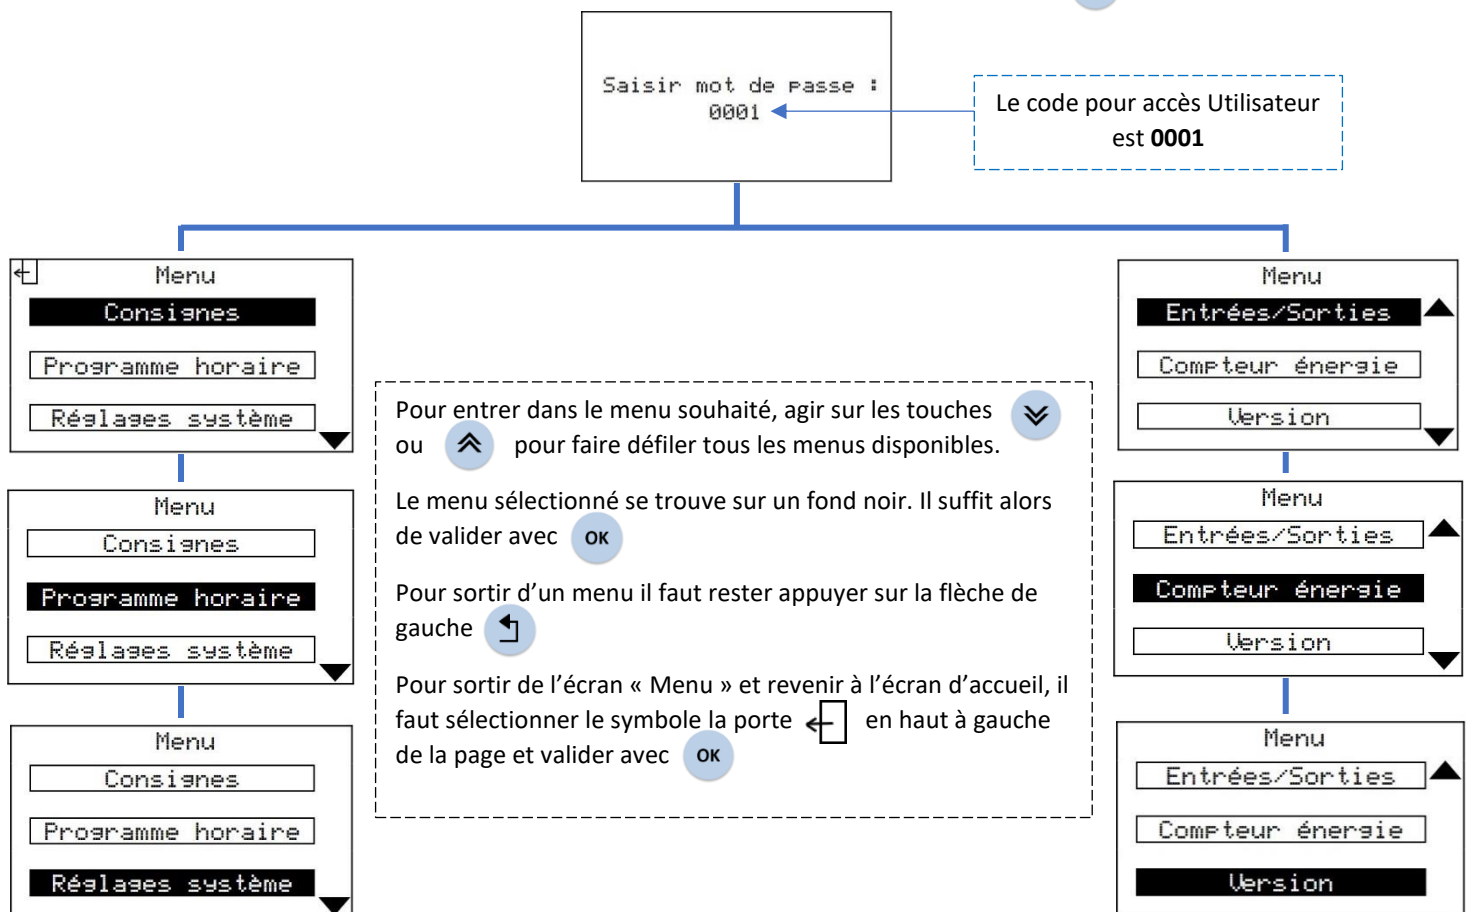 Saisir mot de passe :
0001
Le code pour accès Utilisateur
est 0001
Menu
Consignes
Programme horaire
Réglages système
Menu
Consignes
Programme horaire
Réglages système
Menu
Consignes
Programme horaire
Réglages système
Pour entrer dans le menu souhaité, agir sur les touches
ou pour faire défiler tous les menus disponibles.
Le menu sélectionné se trouve sur un fond noir. Il suffit alors
de valider avec OK
Pour sortir d’un menu il faut rester appuyer sur la flèche de
gauche
Pour sortir de l’écran « Menu » et revenir à l’écran d’accueil, il
faut sélectionner le symbole la porte en haut à gauche
de la page et valider avec OK
Menu
Entrées/Sorties
Compteur énergie
Version
Menu
Entrées/Sorties
Compteur énergie
Version
Menu
Entrées/Sorties
Compteur énergie
Version